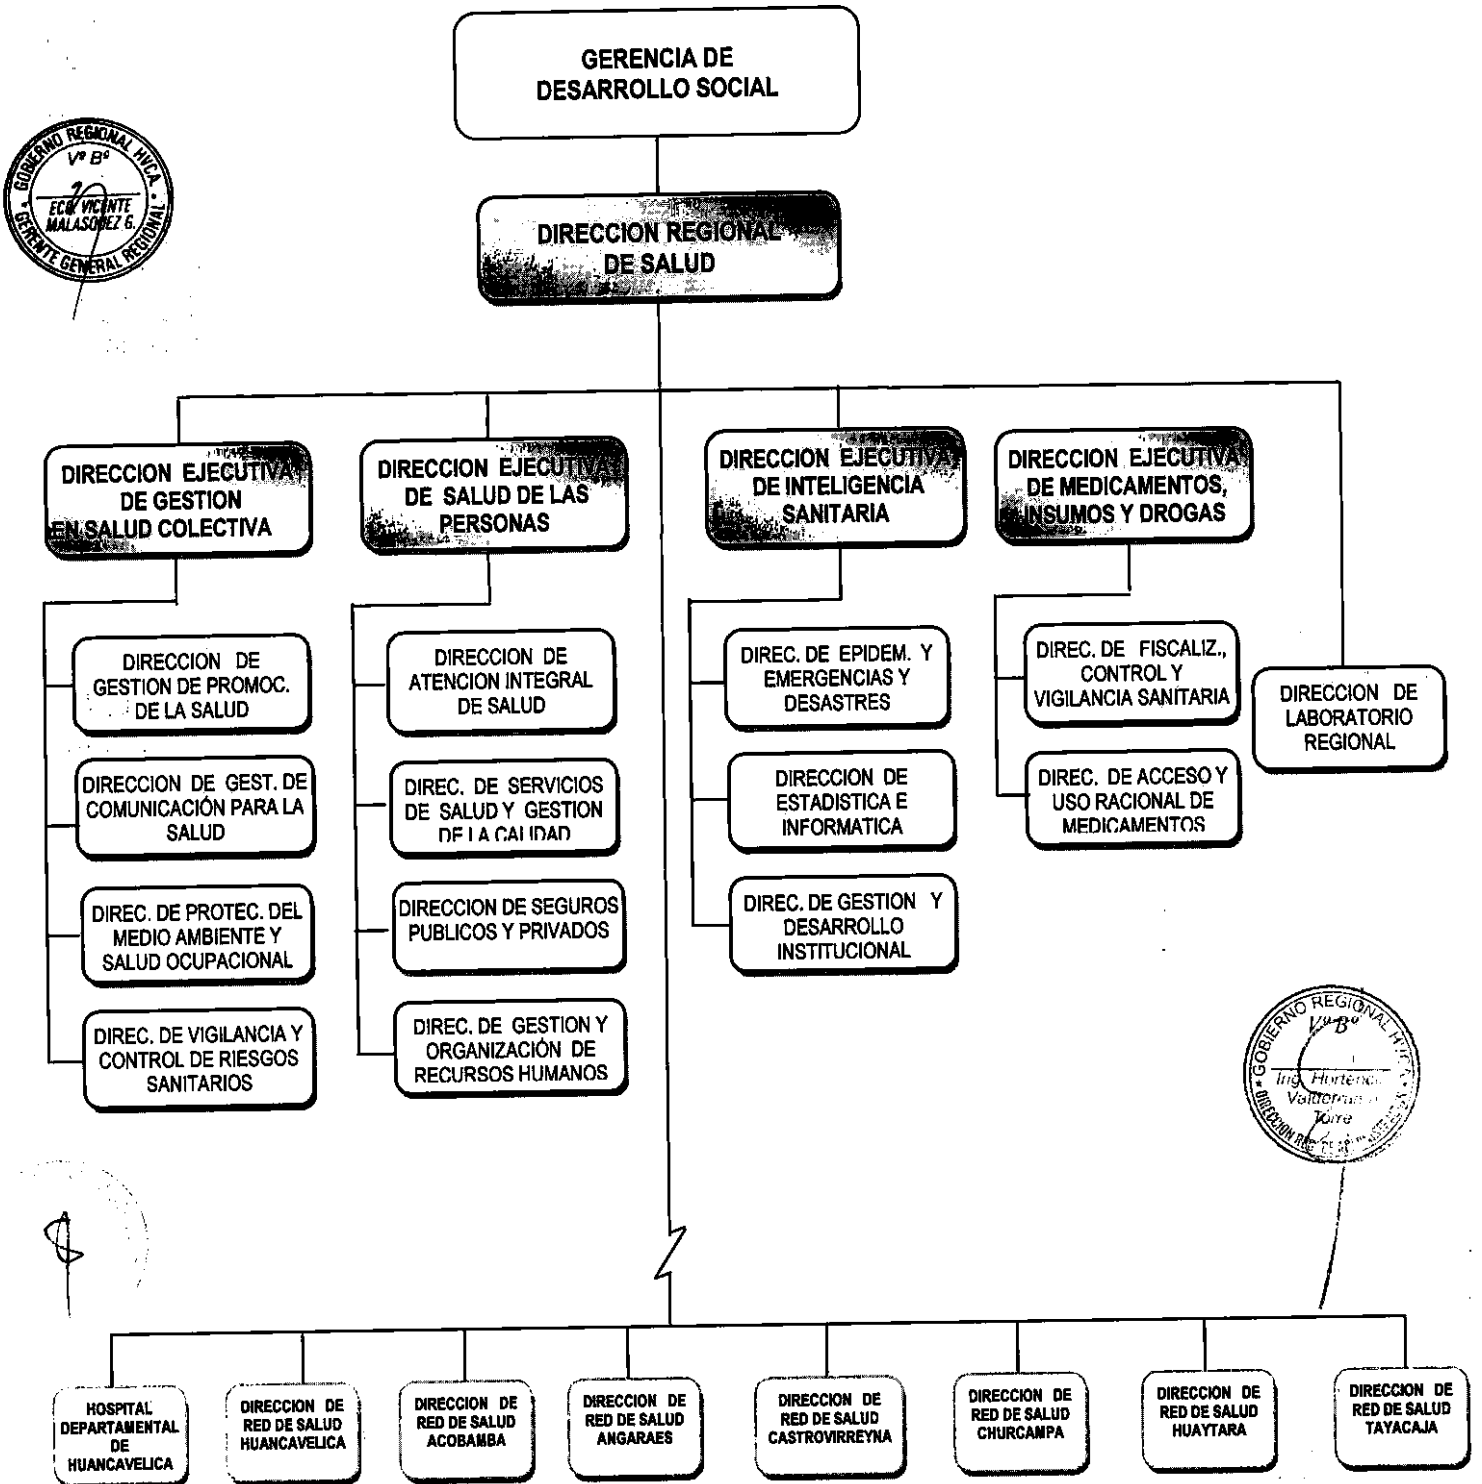 GERENCIA DE
DESARROLLO SOCIAL
GOBIERNO REGIONAL HVCA.
Vº Bº
ECO. VICENTE
MALASQUEZ G.
GERENTE GENERAL REGIONAL
DIRECCION REGIONAL
DE SALUD
DIRECCION EJECUTIVA
DE GESTION
EN SALUD COLECTIVA
DIRECCION EJECUTIVA
DE SALUD DE LAS
PERSONAS
DIRECCION EJECUTIVA
DE INTELIGENCIA
SANITARIA
DIRECCION EJECUTIVA
DE MEDICAMENTOS,
INSUMOS Y DROGAS
DIRECCION DE
GESTION DE PROMOC.
DE LA SALUD
DIRECCION DE GEST. DE
COMUNICACIÓN PARA LA
SALUD
DIREC. DE PROTEC. DEL
MEDIO AMBIENTE Y
SALUD OCUPACIONAL
DIREC. DE VIGILANCIA Y
CONTROL DE RIESGOS
SANITARIOS
DIRECCION DE
ATENCION INTEGRAL
DE SALUD
DIREC. DE SERVICIOS
DE SALUD Y GESTION
DE LA CALIDAD
DIRECCION DE SEGUROS
PUBLICOS Y PRIVADOS
DIREC. DE GESTION Y
ORGANIZACIÓN DE
RECURSOS HUMANOS
DIREC. DE EPIDEM. Y
EMERGENCIAS Y
DESASTRES
DIRECCION DE
ESTADISTICA E
INFORMATICA
DIREC. DE GESTION Y
DESARROLLO
INSTITUCIONAL
DIREC. DE FISCALIZ.,
CONTROL Y
VIGILANCIA SANITARIA
DIREC. DE ACCESO Y
USO RACIONAL DE
MEDICAMENTOS
DIRECCION DE
LABORATORIO
REGIONAL
GOBIERNO REGIONAL HVCA
Vº Bº
Ing. Hortencia
Torre
HOSPITAL
DEPARTAMENTAL
DE
HUANCAVELICA
DIRECCION DE
RED DE SALUD
HUANCAVELICA
DIRECCION DE
RED DE SALUD
ACOBAMBA
DIRECCION DE
RED DE SALUD
ANGARAES
DIRECCION DE
RED DE SALUD
CASTROVIRREYNA
DIRECCION DE
RED DE SALUD
CHURCAMPA
DIRECCION DE
RED DE SALUD
HUAYTARA
DIRECCION DE
RED DE SALUD
TAYACAJA